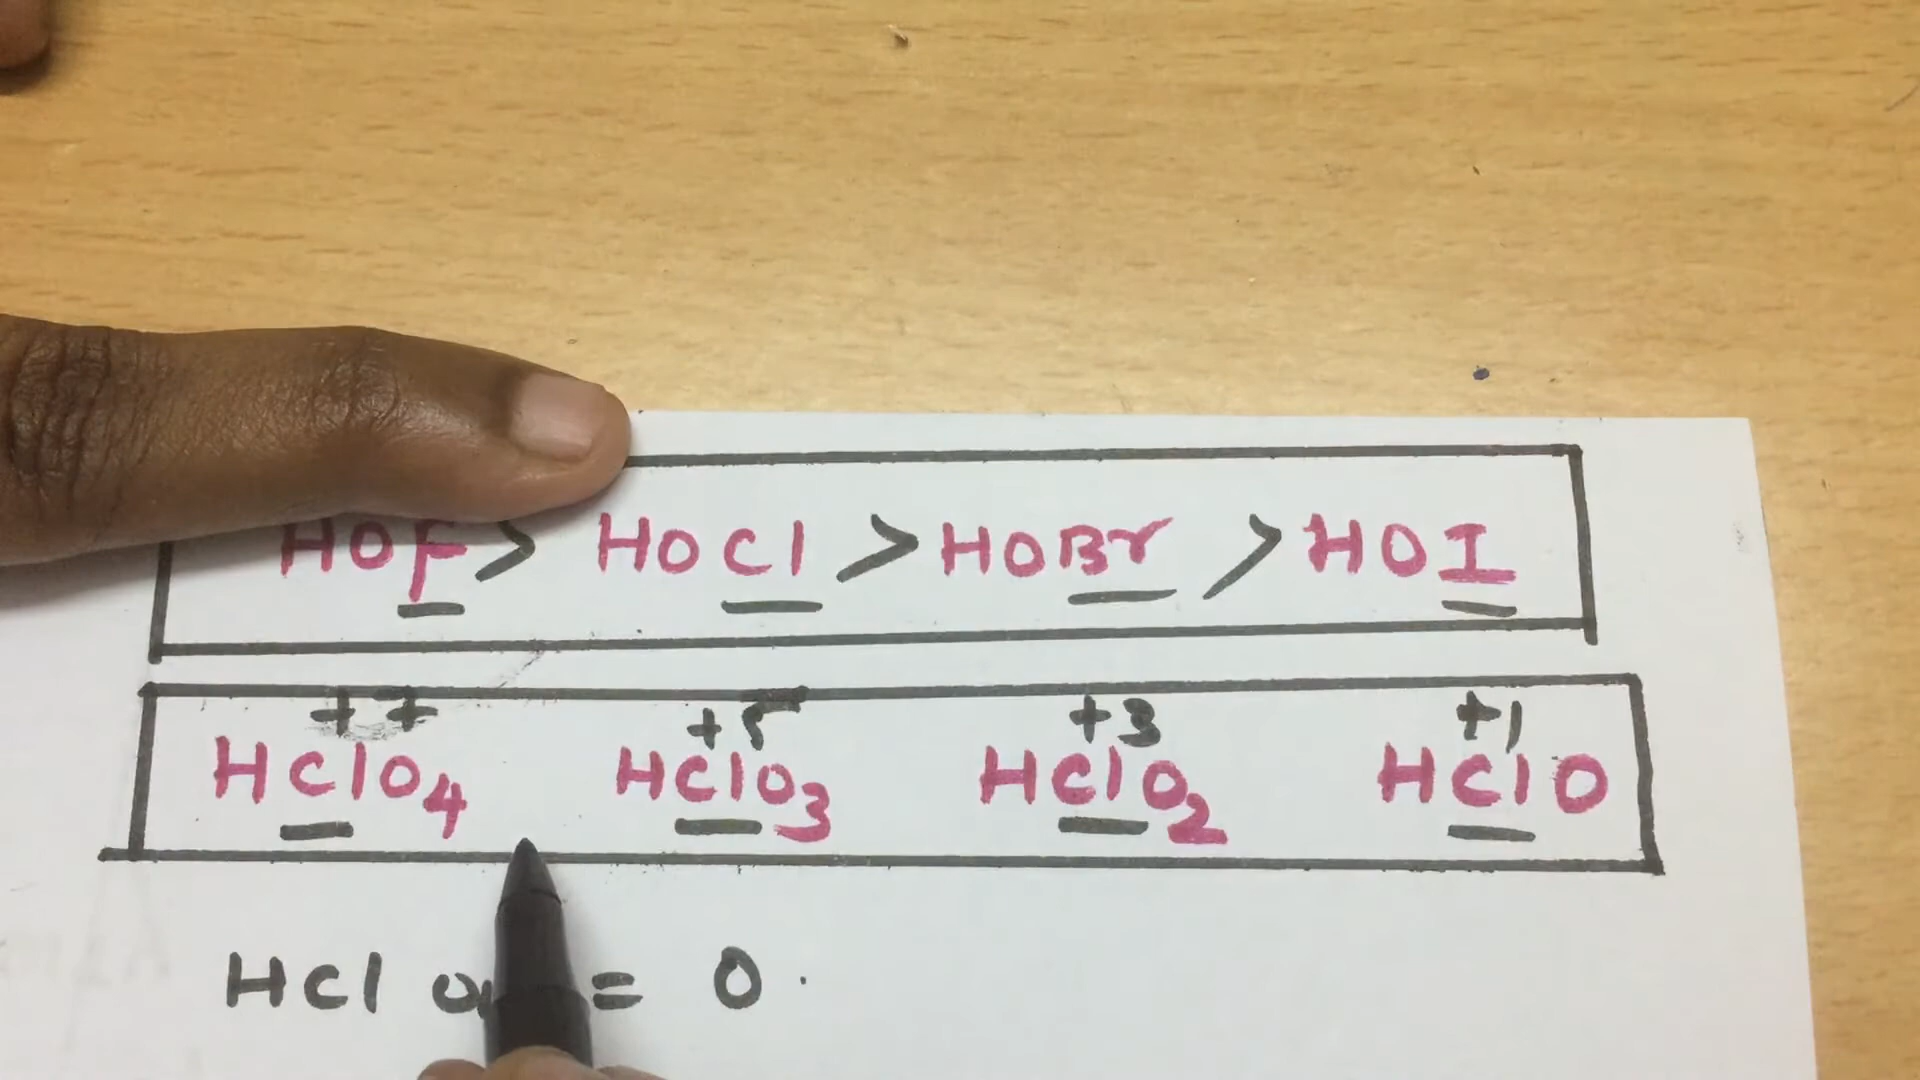 HOF > HOCl > HOBr > HOI
+7 +5 +3 +1
HClO4 HClO3 HClO2 HClO
HCl = 0.